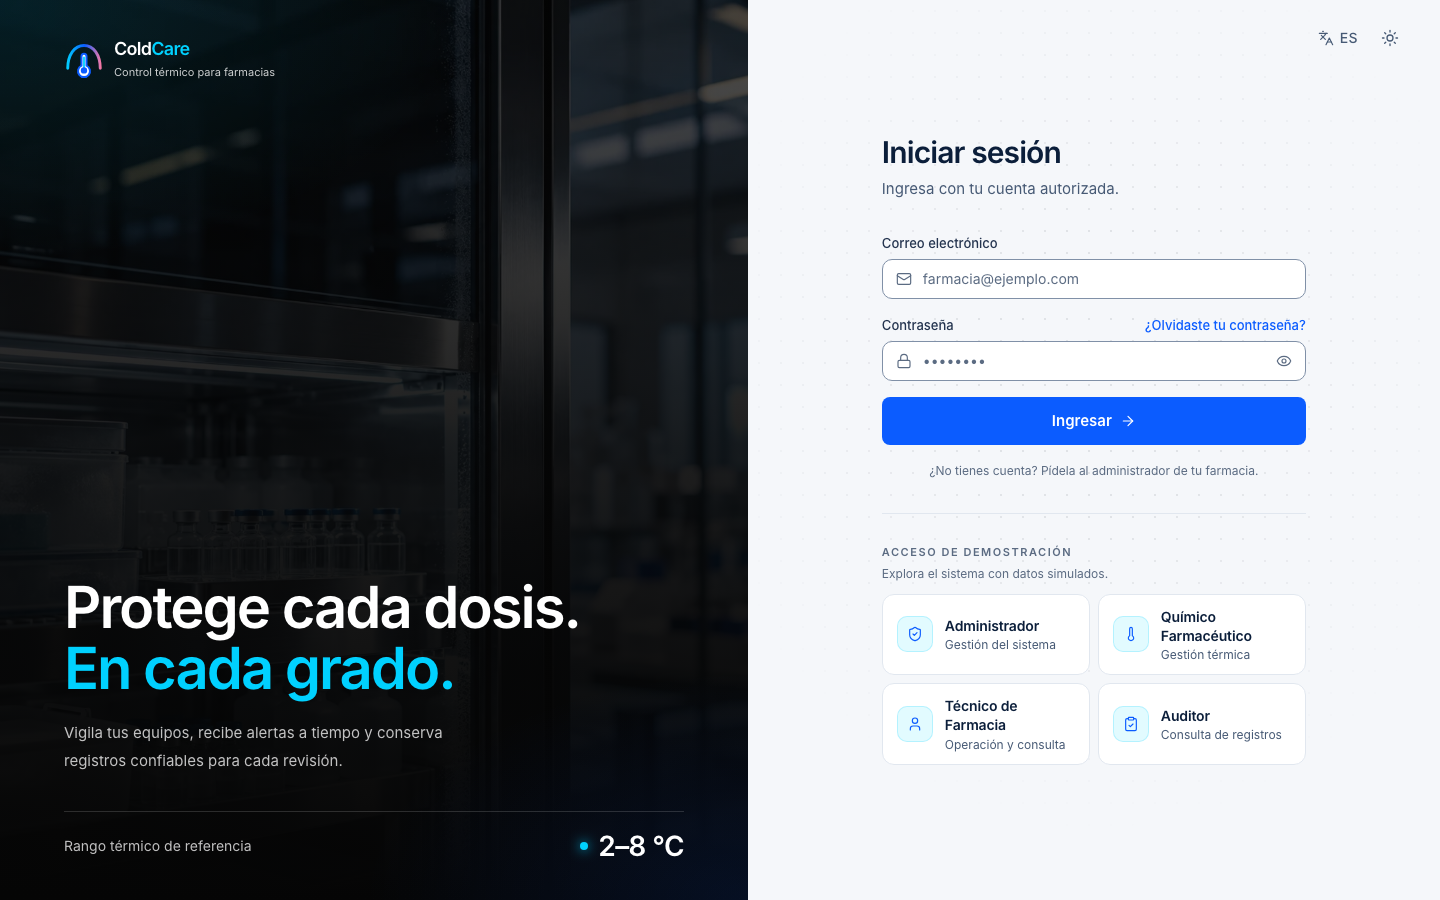 ColdCare
Control térmico para farmacias
Protege cada dosis.
En cada grado.
Vigila tus equipos, recibe alertas a tiempo y conserva
registros confiables para cada revisión.
Rango térmico de referencia
2–8 °C
ES
Iniciar sesión
Ingresa con tu cuenta autorizada.
Correo electrónico
farmacia@ejemplo.com
Contraseña
¿Olvidaste tu contraseña?
••••••••
Ingresar →
¿No tienes cuenta? Pídela al administrador de tu farmacia.
ACCESO DE DEMOSTRACIÓN
Explora el sistema con datos simulados.
Administrador
Gestión del sistema
Químico
Farmacéutico
Gestión térmica
Técnico de
Farmacia
Operación y consulta
Auditor
Consulta de registros